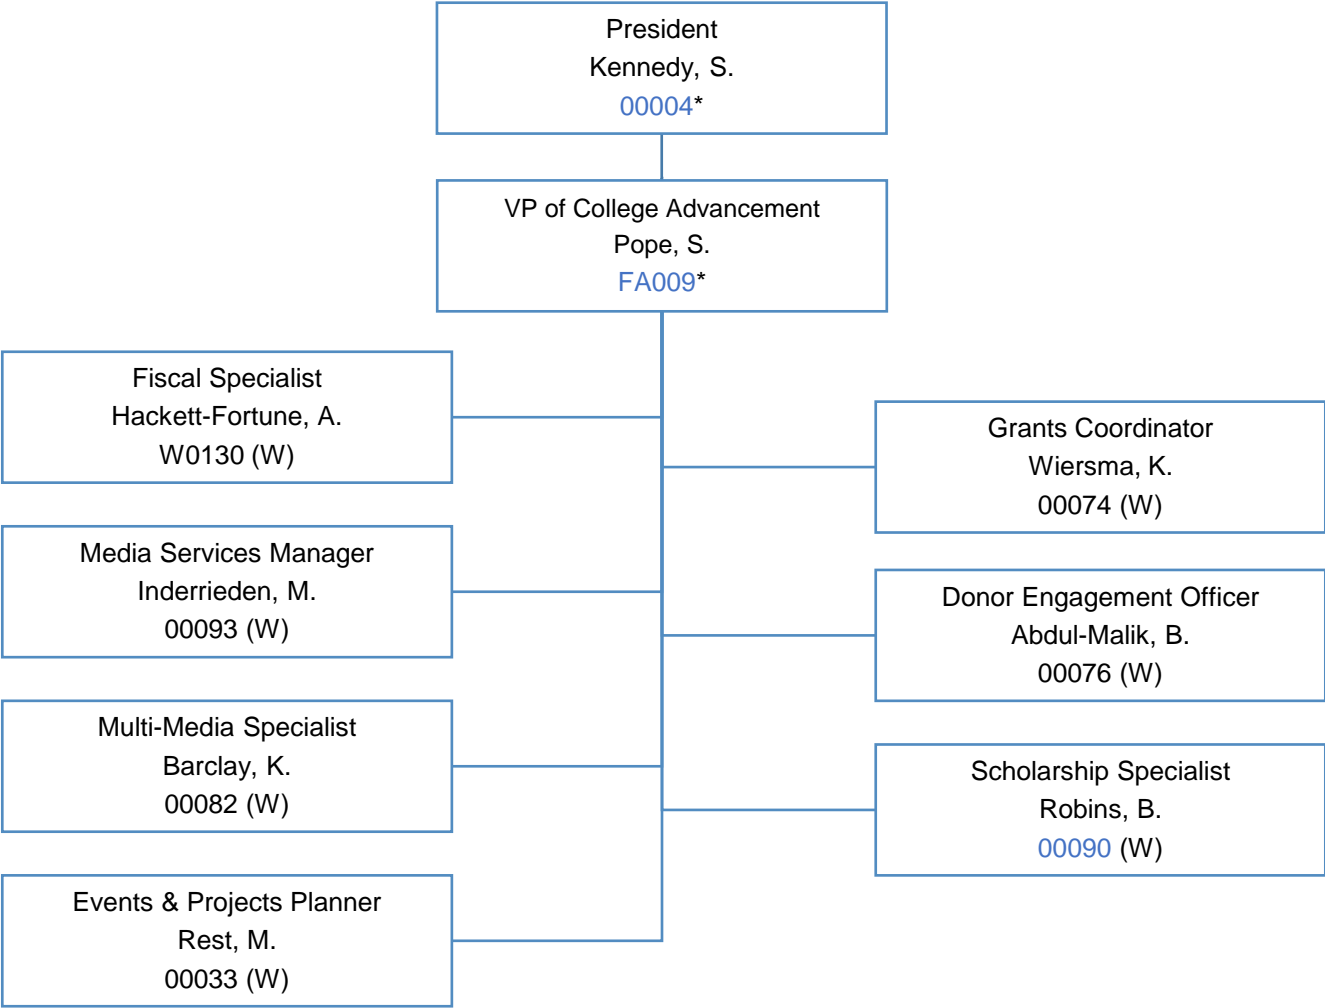 President
Kennedy, S.
00004*
VP of College Advancement
Pope, S.
FA009*
Fiscal Specialist
Hackett-Fortune, A.
W0130 (W)
Media Services Manager
Inderrieden, M.
00093 (W)
Multi-Media Specialist
Barclay, K.
00082 (W)
Events & Projects Planner
Rest, M.
00033 (W)
Grants Coordinator
Wiersma, K.
00074 (W)
Donor Engagement Officer
Abdul-Malik, B.
00076 (W)
Scholarship Specialist
Robins, B.
00090 (W)